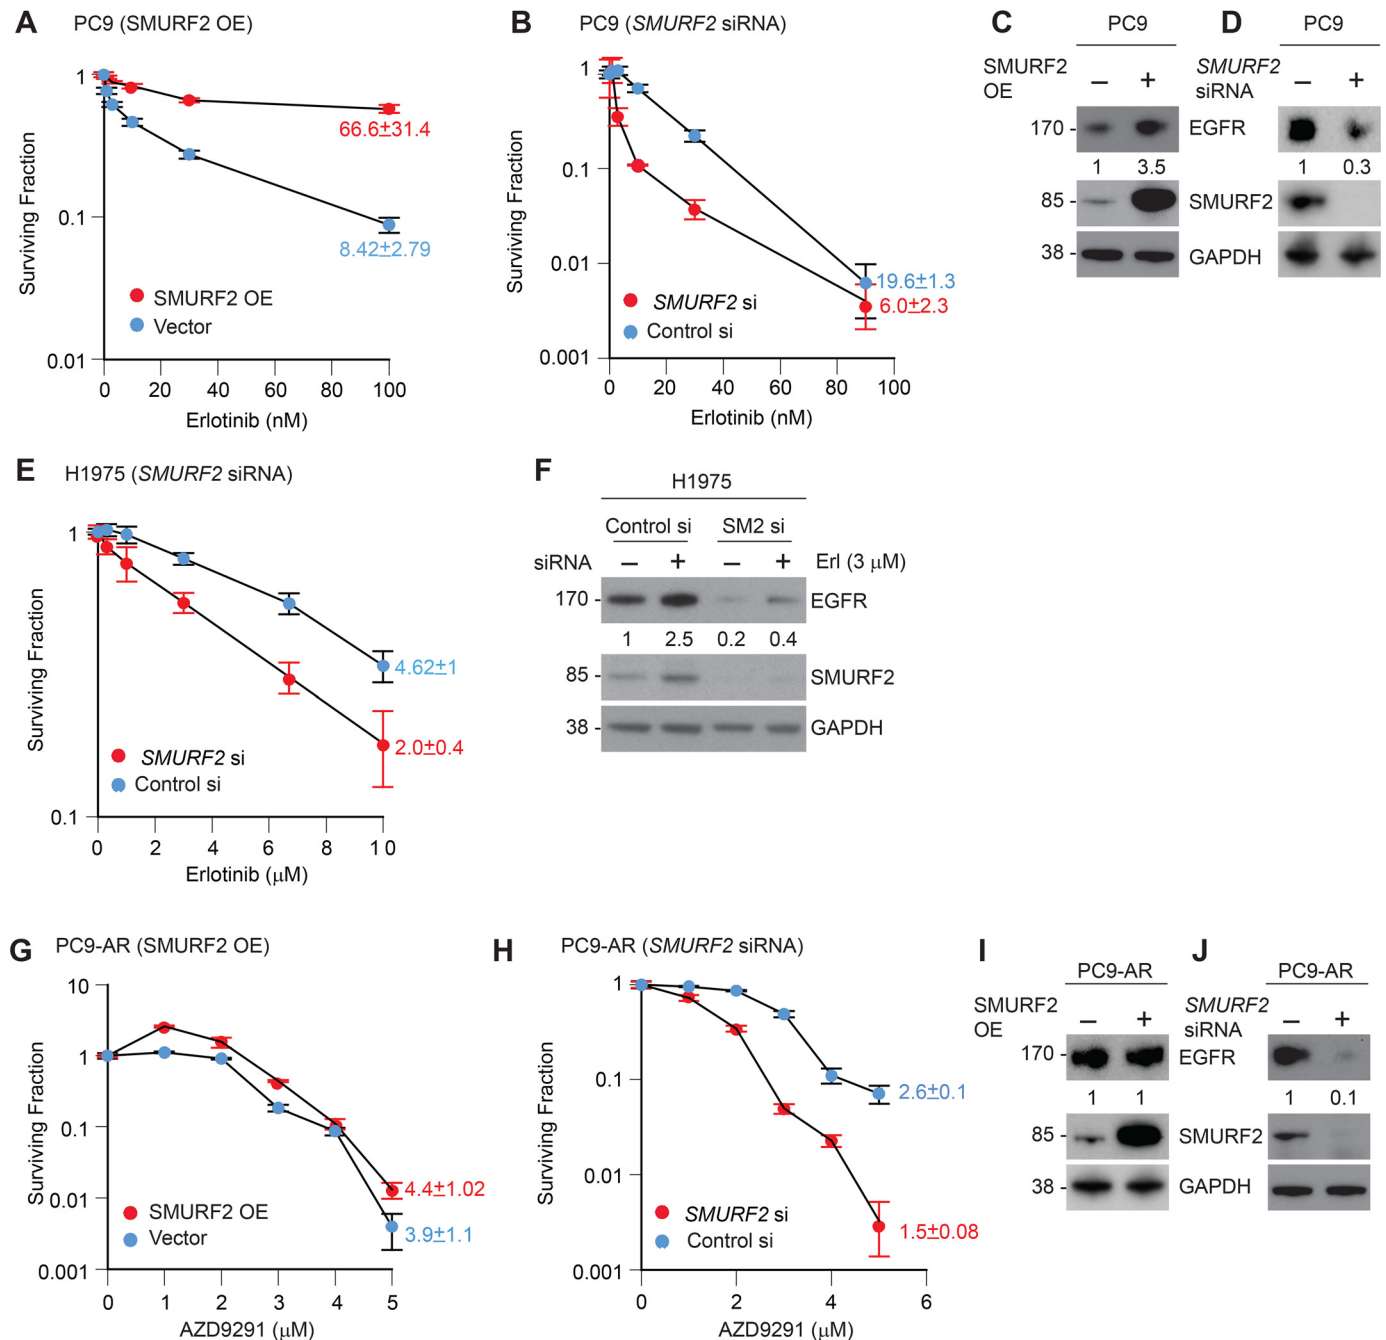 A
PC9 (SMURF2 OE)
Surviving Fraction
1
0.1
0.01
66.6±31.4
8.42±2.79
SMURF2 OE
Vector
0 20 40 60 80 100
Erlotinib (nM)
B
PC9 (SMURF2 siRNA)
Surviving Fraction
1
0.1
0.01
0.001
19.6±1.3
6.0±2.3
SMURF2 si
Control si
0 20 40 60 80 100
Erlotinib (nM)
C
PC9
SMURF2
OE
– +
170 - EGFR
1 3.5
85 - SMURF2
38 - GAPDH
D
PC9
SMURF2
siRNA
– +
1 0.3
E
H1975 (SMURF2 siRNA)
Surviving Fraction
1
0.1
4.62±1
2.0±0.4
SMURF2 si
Control si
0 2 4 6 8 10
Erlotinib (μM)
F
H1975
Control si SM2 si
siRNA – + – + Erl (3 μM)
170 - EGFR
1 2.5 0.2 0.4
85 - SMURF2
38 - GAPDH
G
PC9-AR (SMURF2 OE)
Surviving Fraction
10
1
0.1
0.01
0.001
4.4±1.02
3.9±1.1
SMURF2 OE
Vector
0 1 2 3 4 5
AZD9291 (μM)
H
PC9-AR (SMURF2 siRNA)
Surviving Fraction
1
0.1
0.01
0.001
2.6±0.1
1.5±0.08
SMURF2 si
Control si
0 2 4 6
AZD9291 (μM)
I
PC9-AR
SMURF2
OE
– +
170 - EGFR
1 1
85 - SMURF2
38 - GAPDH
J
PC9-AR
SMURF2
siRNA
– +
1 0.1